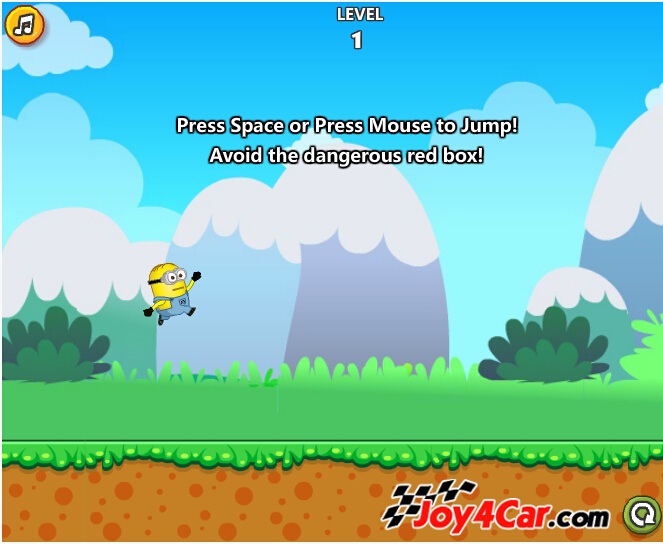 LEVEL
1
Press Space or Press Mouse to Jump!
Avoid the dangerous red box!
Joy4Car.com